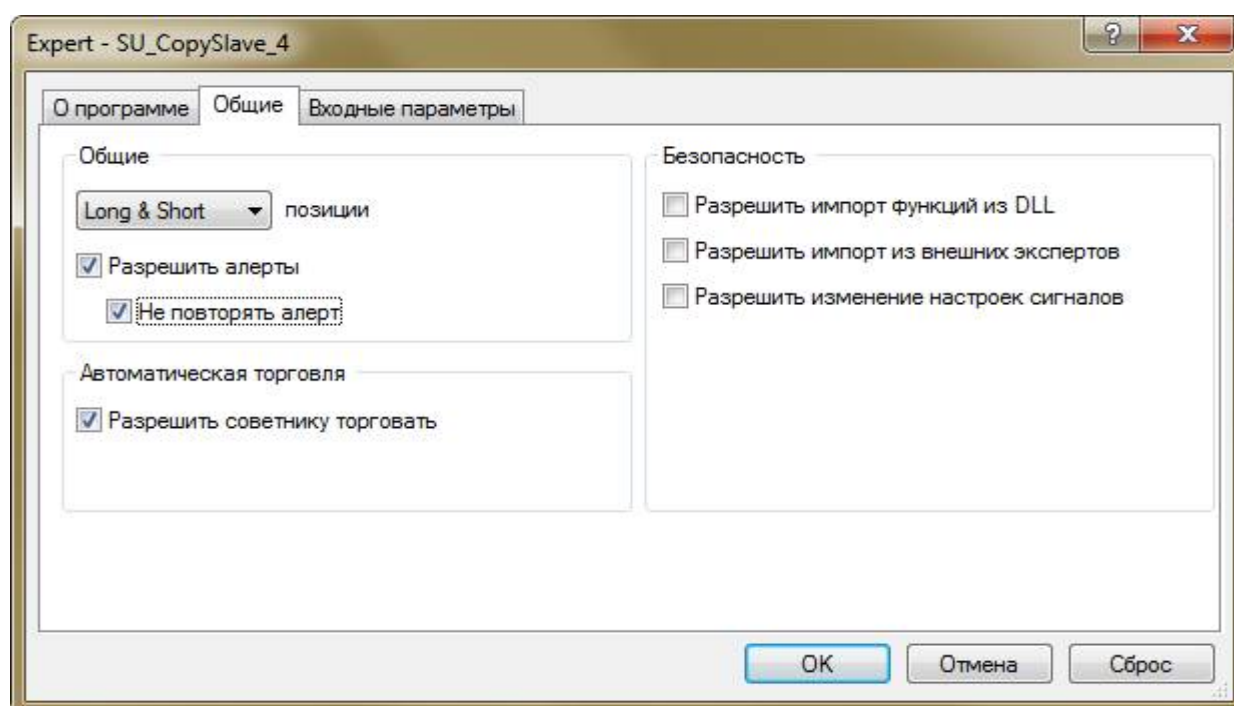 Expert - SU_CopySlave_4
О программе Общие Входные параметры
Общие
Long & Short позиции
Разрешить алерты
Не повторять алерт
Автоматическая торговля
Разрешить советнику торговать
Безопасность
Разрешить импорт функций из DLL
Разрешить импорт из внешних экспертов
Разрешить изменение настроек сигналов
OK Отмена Сброс